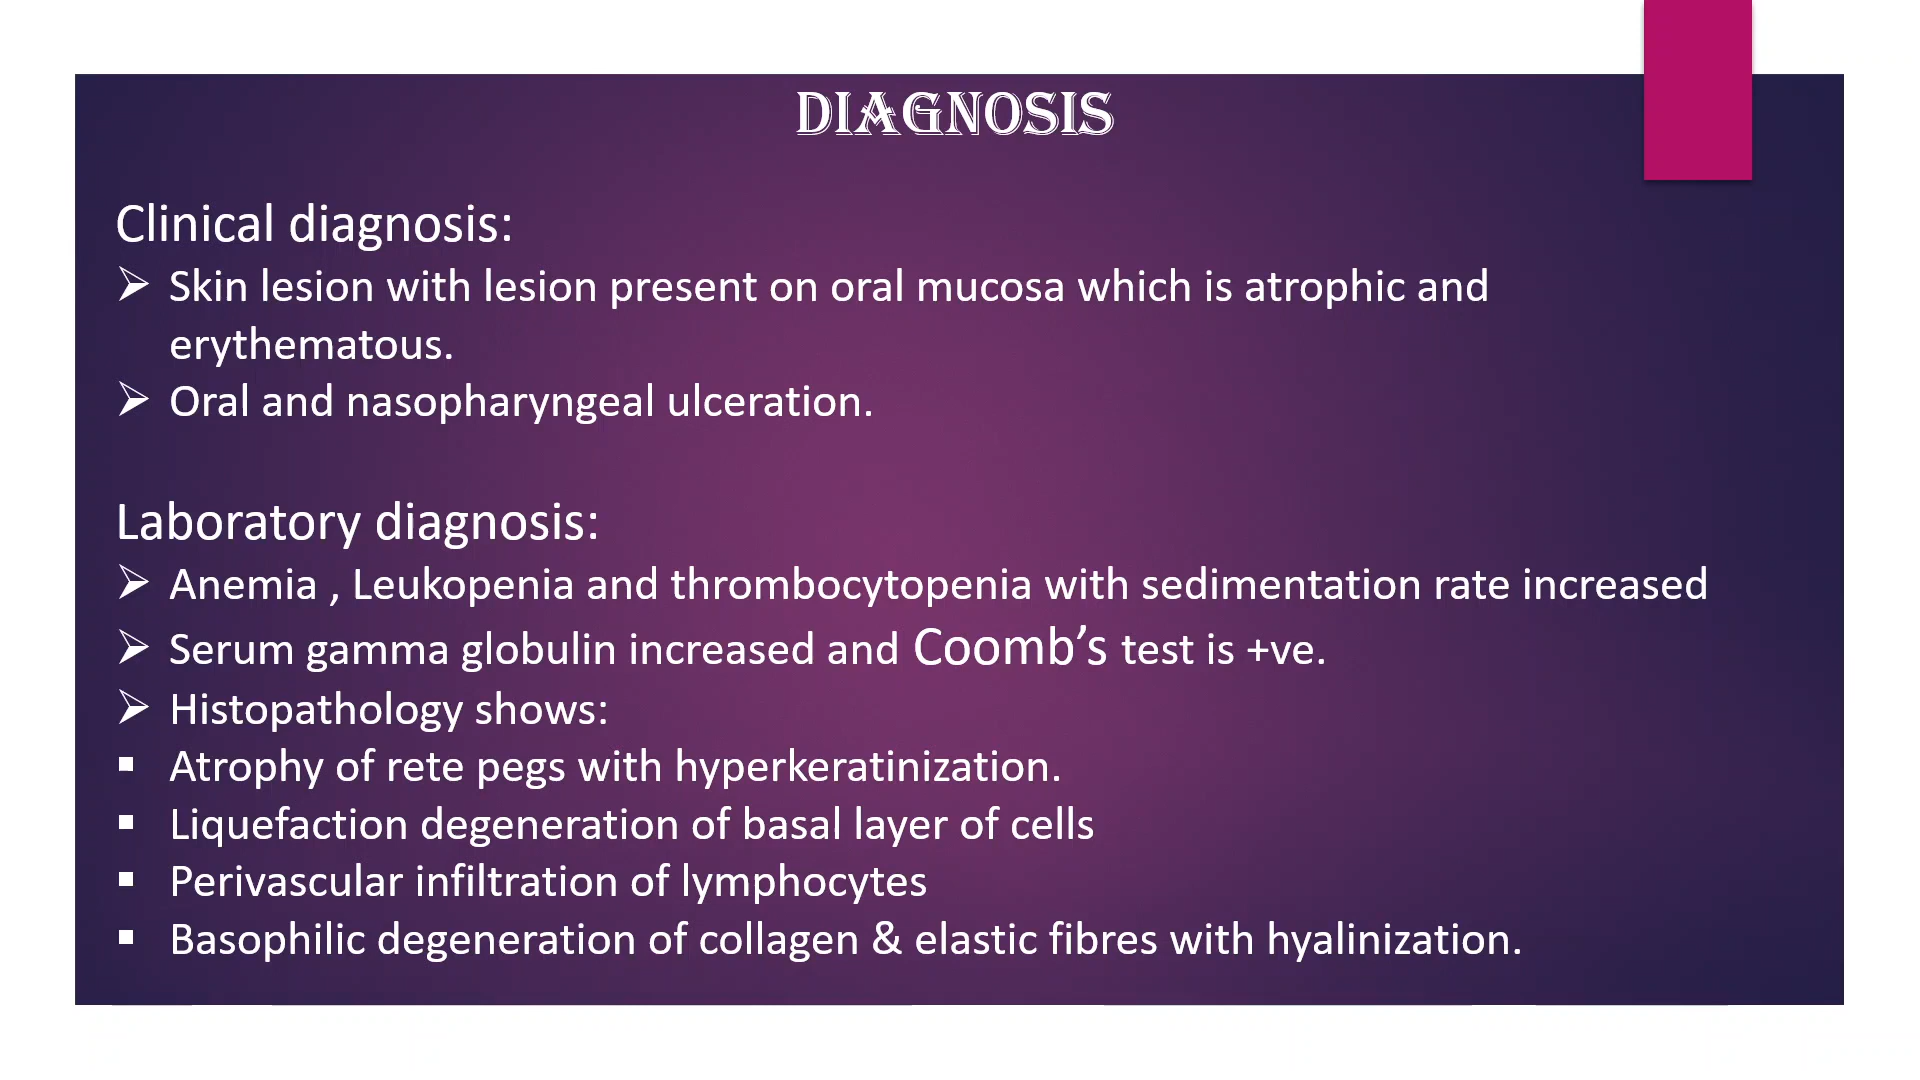 DIAGNOSIS
Clinical diagnosis:
➢ Skin lesion with lesion present on oral mucosa which is atrophic and
erythematous.
➢ Oral and nasopharyngeal ulceration.
Laboratory diagnosis:
➢ Anemia , Leukopenia and thrombocytopenia with sedimentation rate increased
➢ Serum gamma globulin increased and Coomb’s test is +ve.
➢ Histopathology shows:
▪ Atrophy of rete pegs with hyperkeratinization.
▪ Liquefaction degeneration of basal layer of cells
▪ Perivascular infiltration of lymphocytes
▪ Basophilic degeneration of collagen & elastic fibres with hyalinization.